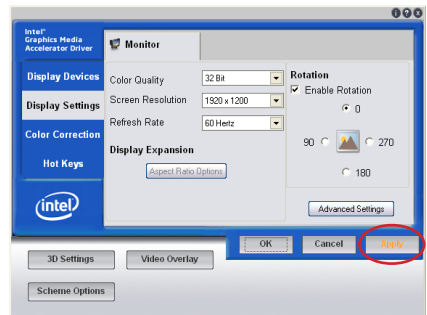 Intel®
Graphics Media
Accelerator Driver
Monitor
Display Devices
Display Settings
Color Correction
Hot Keys
intel
Color Quality
32 Bit
Screen Resolution
1920 x 1200
Refresh Rate
60 Hertz
Display Expansion
Aspect Ratio Options
Rotation
Enable Rotation
0
90
270
180
Advanced Settings
OK
Cancel
Apply
3D Settings
Video Overlay
Scheme Options